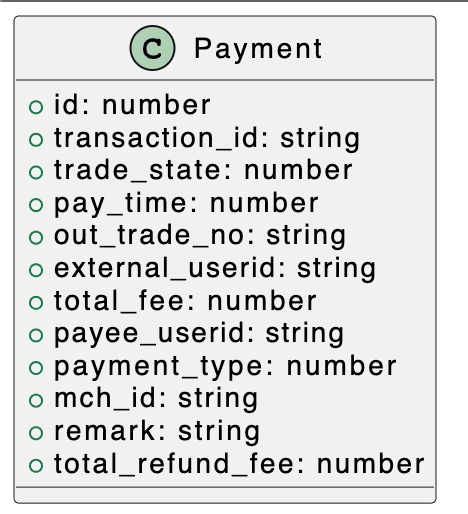 C Payment
id: number
transaction_id: string
trade_state: number
pay_time: number
out_trade_no: string
external_userid: string
total_fee: number
payee_userid: string
payment_type: number
mch_id: string
remark: string
total_refund_fee: number